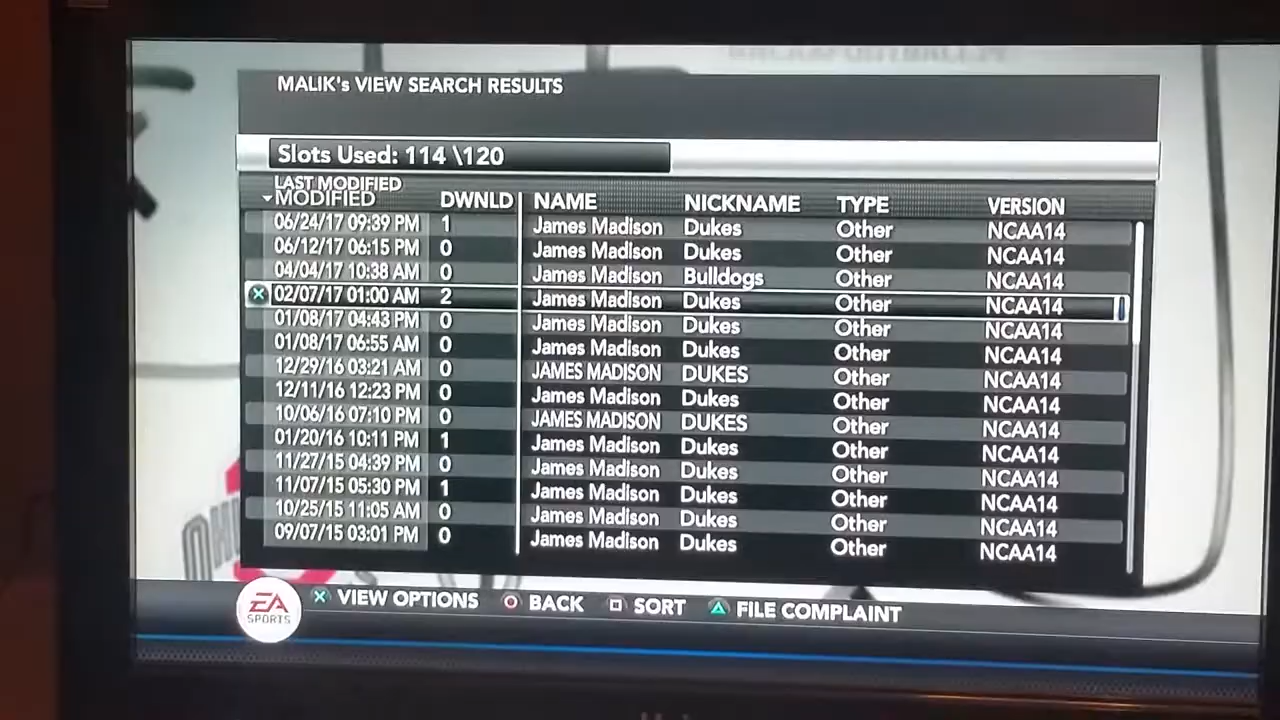 MALIK's VIEW SEARCH RESULTS
Slots Used: 114 \120
LAST MODIFIED
MODIFIED DWNLD NAME NICKNAME TYPE VERSION
06/24/17 09:39 PM 1 James Madison Dukes Other NCAA14
06/12/17 06:15 PM 0 James Madison Dukes Other NCAA14
04/04/17 10:38 AM 0 James Madison Bulldogs Other NCAA14
02/07/17 01:00 AM 2 James Madison Dukes Other NCAA14
01/08/17 04:43 PM 0 James Madison Dukes Other NCAA14
01/08/17 06:55 AM 0 James Madison Dukes Other NCAA14
12/29/16 03:21 AM 0 JAMES MADISON DUKES Other NCAA14
12/11/16 12:23 PM 0 James Madison Dukes Other NCAA14
10/06/16 07:10 PM 0 JAMES MADISON DUKES Other NCAA14
01/20/16 10:11 PM 1 James Madison Dukes Other NCAA14
11/27/15 04:39 PM 0 James Madison Dukes Other NCAA14
11/07/15 05:30 PM 1 James Madison Dukes Other NCAA14
10/25/15 11:05 AM 0 James Madison Dukes Other NCAA14
09/07/15 03:01 PM 0 James Madison Dukes Other NCAA14
EA
SPORTS
VIEW OPTIONS BACK SORT FILE COMPLAINT